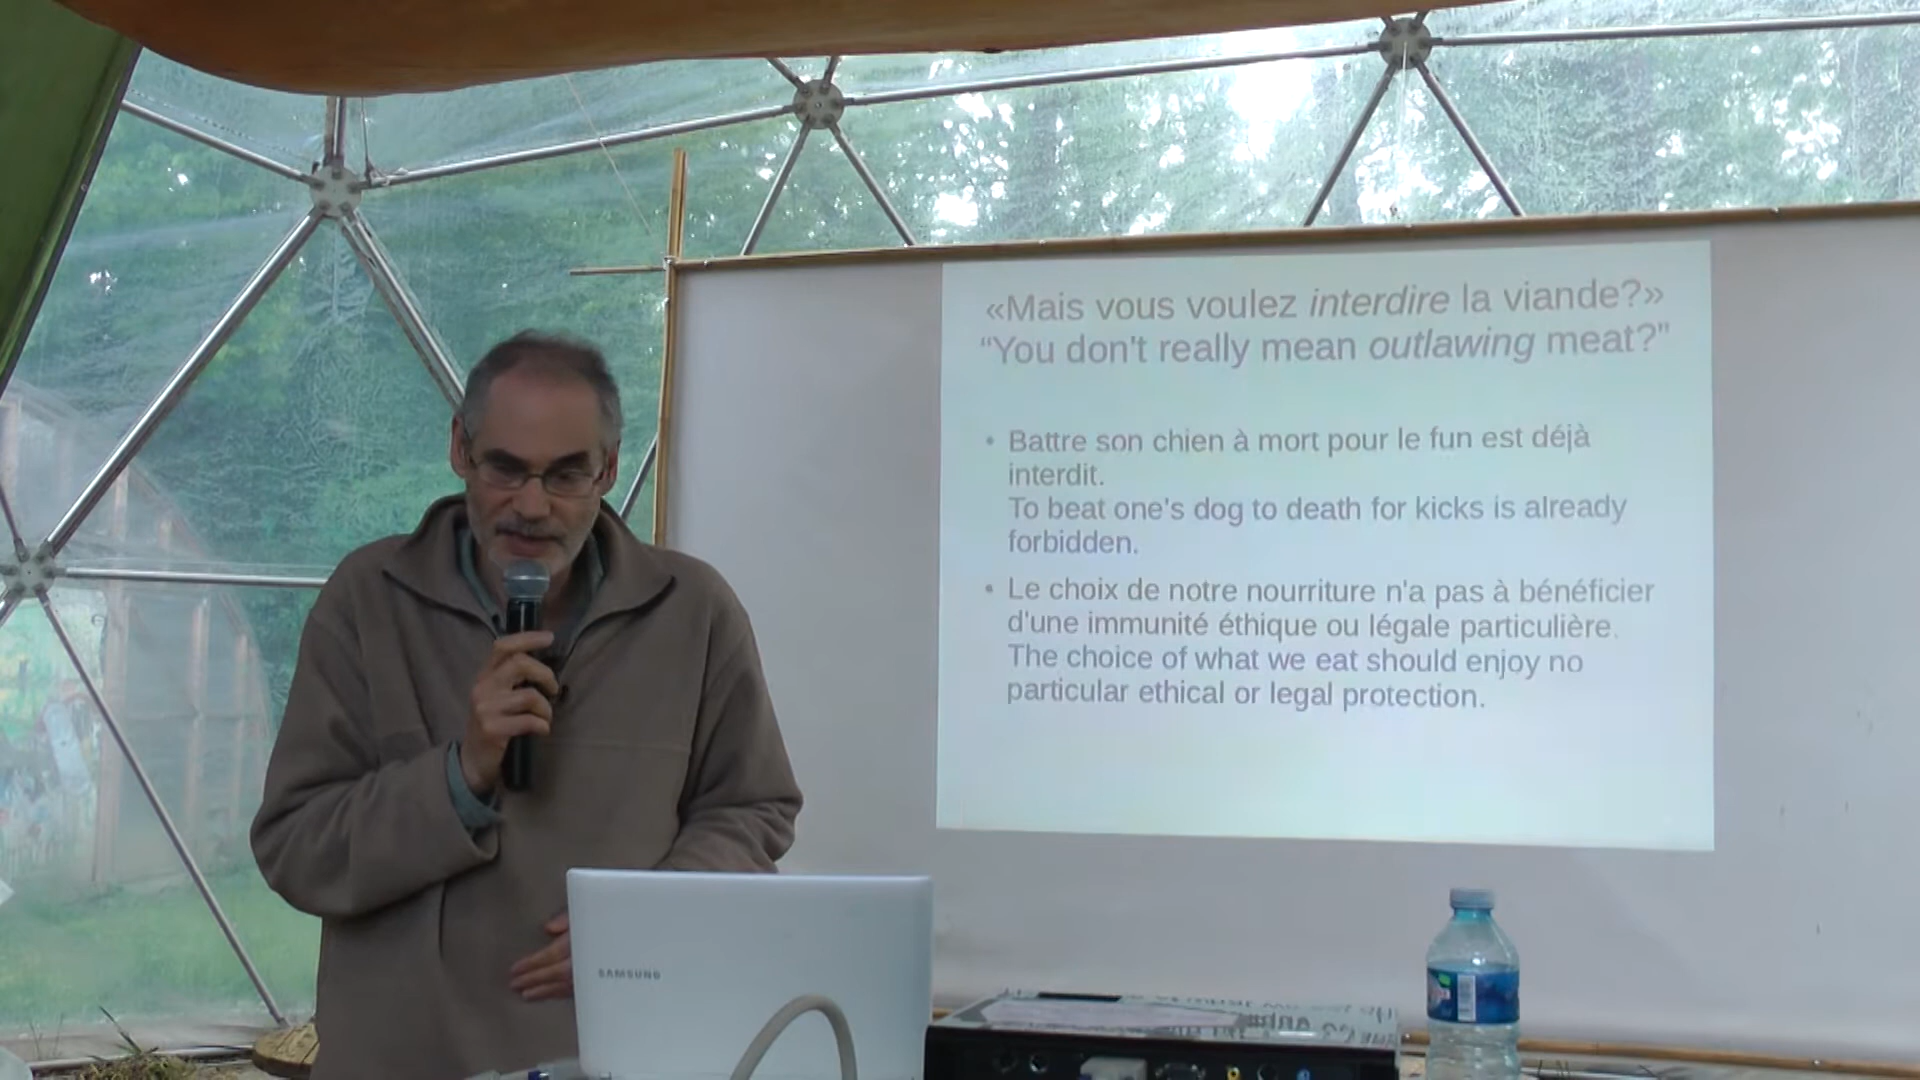 «Mais vous voulez interdire la viande?»
“You don't really mean outlawing meat?”
• Battre son chien à mort pour le fun est déjà
interdit.
To beat one's dog to death for kicks is already
forbidden.
• Le choix de notre nourriture n'a pas à bénéficier
d'une immunité éthique ou légale particulière.
The choice of what we eat should enjoy no
particular ethical or legal protection.
SAMSUNG